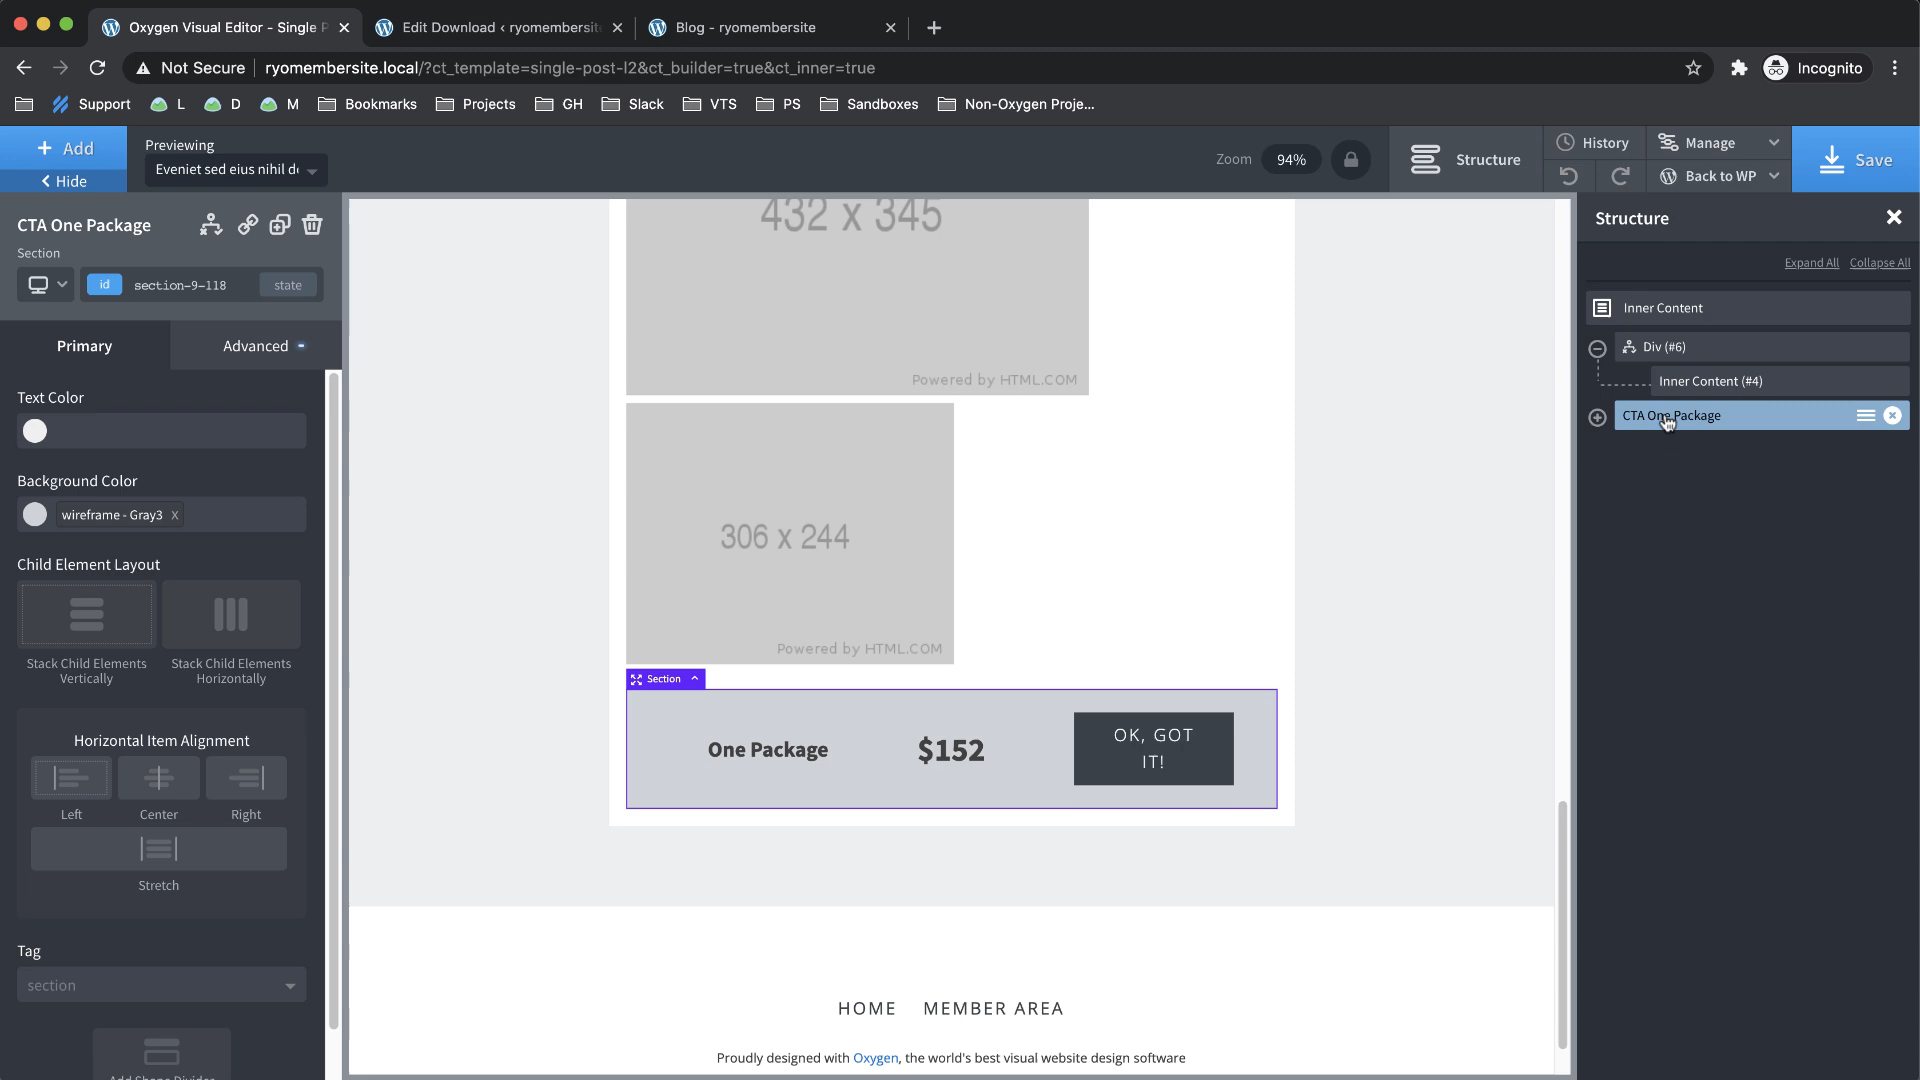 Oxygen Visual Editor - Single P
Edit Download ‹ ryomembersite
Blog - ryomembersite
Not Secure
ryomembersite.local/?ct_template=single-post-l2&ct_builder=true&ct_inner=true
Incognito
Support
L
D
M
Bookmarks
Projects
GH
Slack
VTS
PS
Sandboxes
Non-Oxygen Proje...
+ Add
< Hide
Previewing
Eveniet sed eius nihil de
Zoom
94%
Structure
History
Manage
Back to WP
Save
CTA One Package
Section
id
section-9-118
state
Primary
Advanced
Text Color
Background Color
wireframe - Gray3 x
Child Element Layout
Stack Child Elements
Vertically
Stack Child Elements
Horizontally
Horizontal Item Alignment
Left
Center
Right
Stretch
Tag
section
Add Shape Divider
432 x 345
Powered by HTML.COM
306 x 244
Powered by HTML.COM
Section
One Package
$152
OK, GOT
IT!
HOME
MEMBER AREA
Proudly designed with Oxygen, the world's best visual website design software
Structure
Expand All
Collapse All
Inner Content
Div (#6)
Inner Content (#4)
CTA One Package